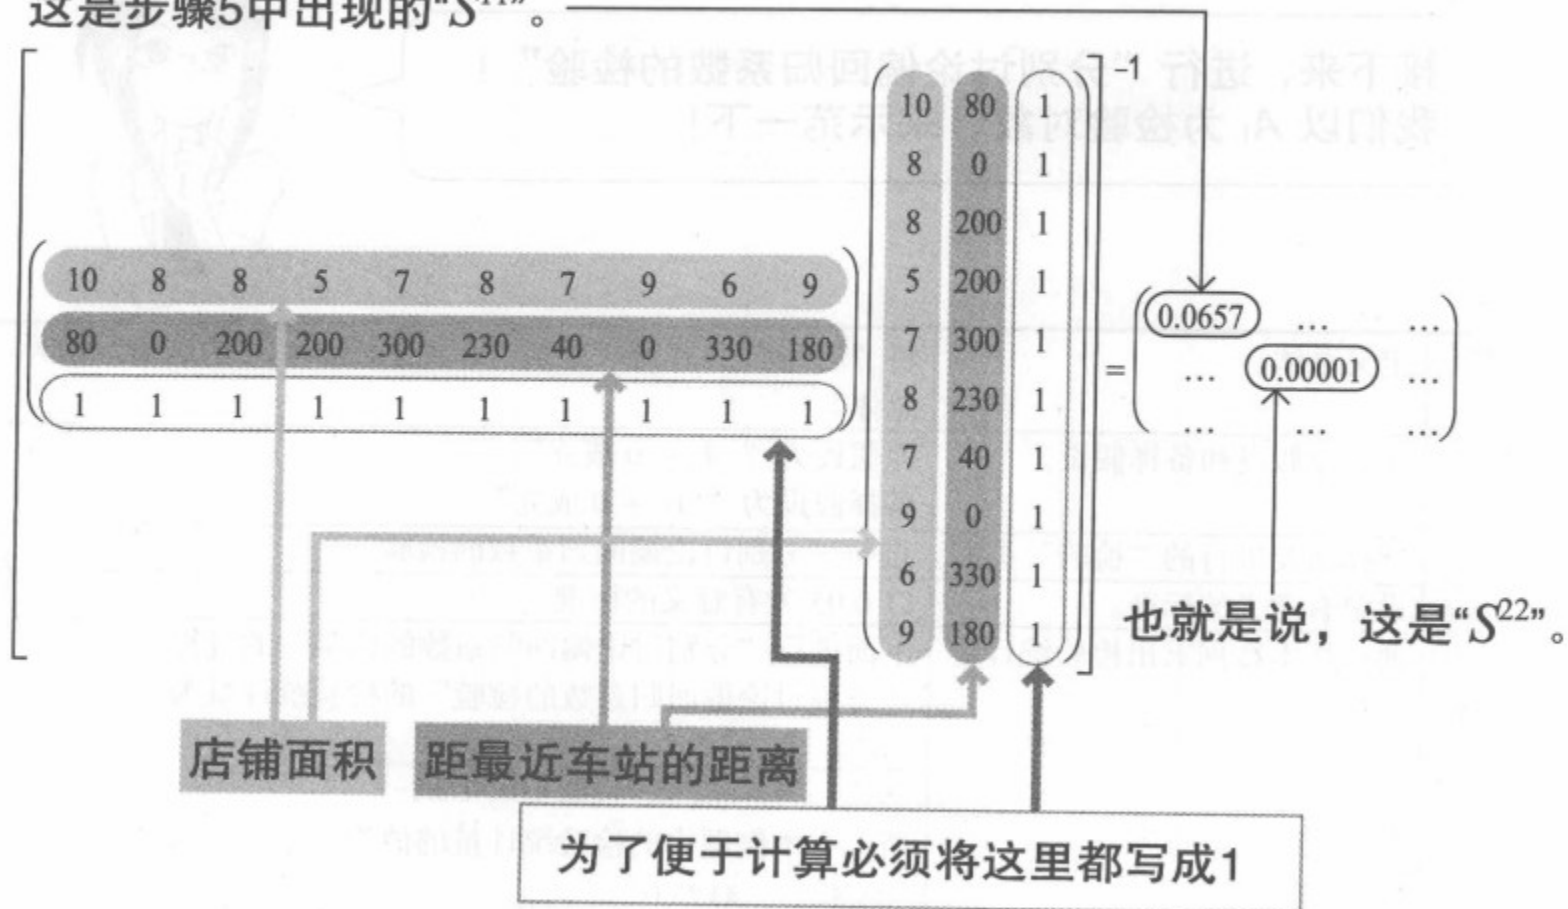 这是步骤5中出现的“S¹¹”。
-1
10 80 1
8 0 1
8 200 1
5 200 1
7 300 1
8 230 1
7 40 1
9 0 1
6 330 1
9 180 1
10 8 8 5 7 8 7 9 6 9
80 0 200 200 300 230 40 0 330 180
1 1 1 1 1 1 1 1 1 1
=
0.0657 … …
… 0.00001 …
… … …
也就是说，这是“S²²”。
店铺面积
距最近车站的距离
为了便于计算必须将这里都写成1